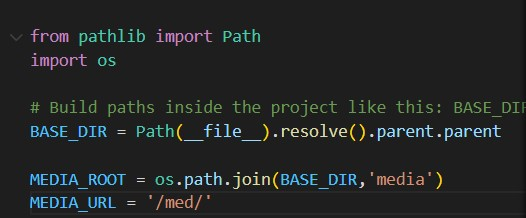 from pathlib import Path
import os
# Build paths inside the project like this:
BASE_DIR = Path(__file__).resolve().parent.parent
MEDIA_ROOT = os.path.join(BASE_DIR,'media')
MEDIA_URL = '/med/'